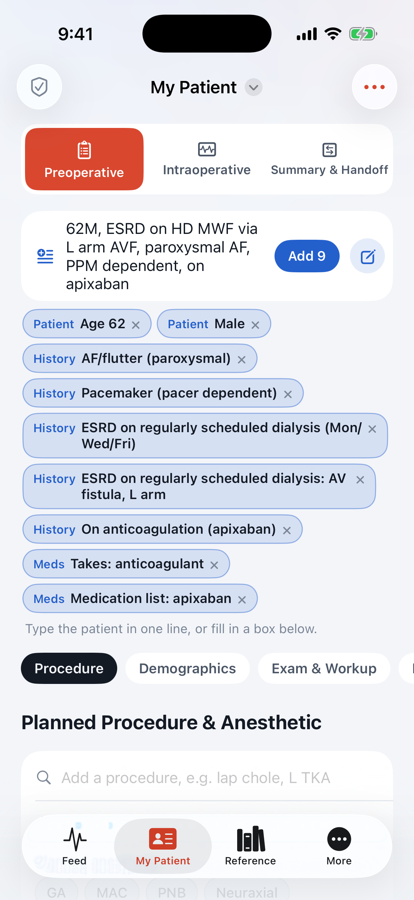 9:41
My Patient
Preoperative
Intraoperative
Summary & Handoff
62M, ESRD on HD MWF via
L arm AVF, paroxysmal AF,
PPM dependent, on
apixaban
Add 9
Patient Age 62 ×
Patient Male ×
History AF/flutter (paroxysmal) ×
History Pacemaker (pacer dependent) ×
History ESRD on regularly scheduled dialysis (Mon/ ×
Wed/Fri)
History ESRD on regularly scheduled dialysis: AV ×
fistula, L arm
History On anticoagulation (apixaban) ×
Meds Takes: anticoagulant ×
Meds Medication list: apixaban ×
Type the patient in one line, or fill in a box below.
Procedure
Demographics
Exam & Workup
Planned Procedure & Anesthetic
Add a procedure, e.g. lap chole, L TKA
Feed
My Patient
Reference
More
GA
MAC
PNB
Neuraxial